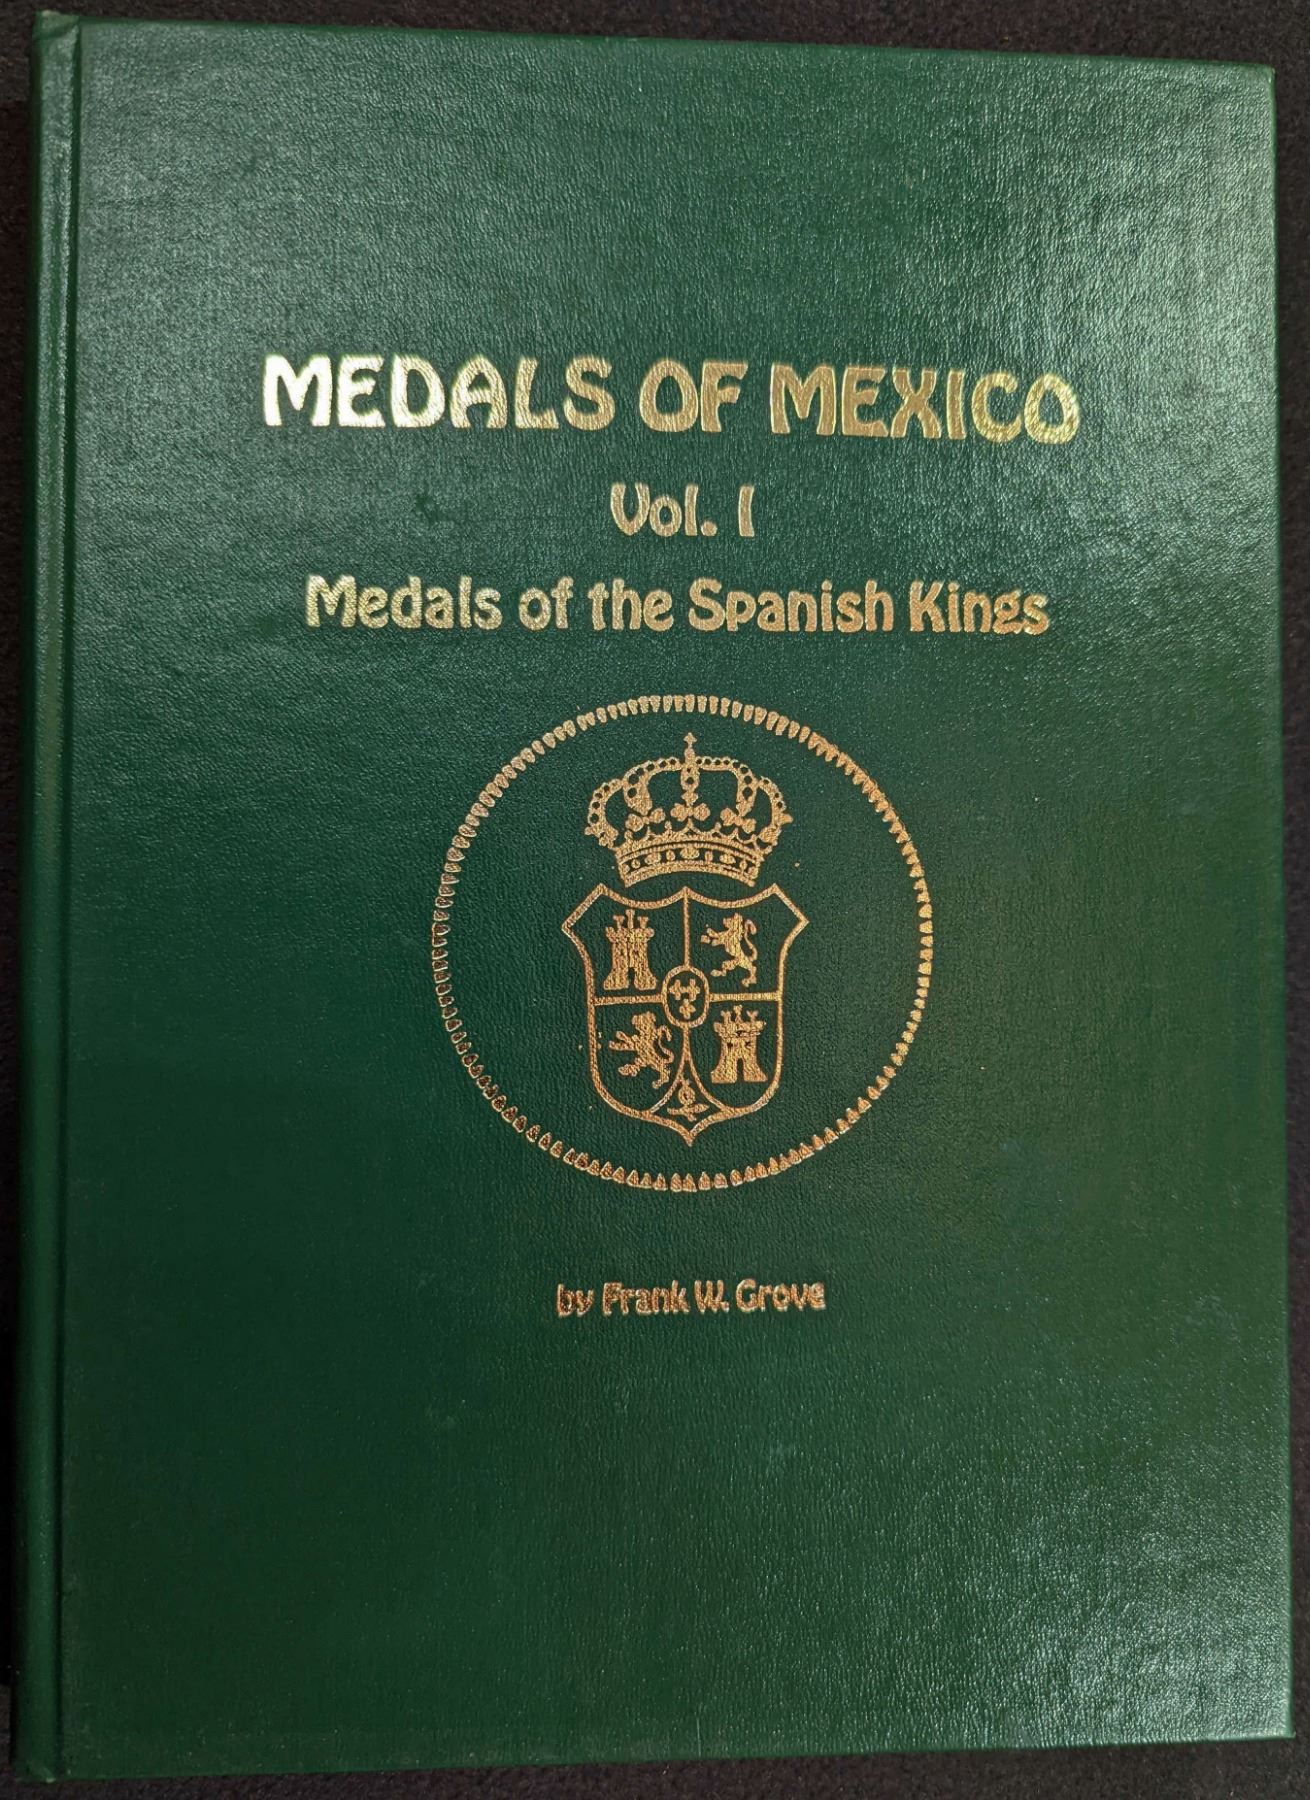 MEDALS OF MEXICO
Vol. I
Medals of the Spanish Kings
by Frank W. Grove